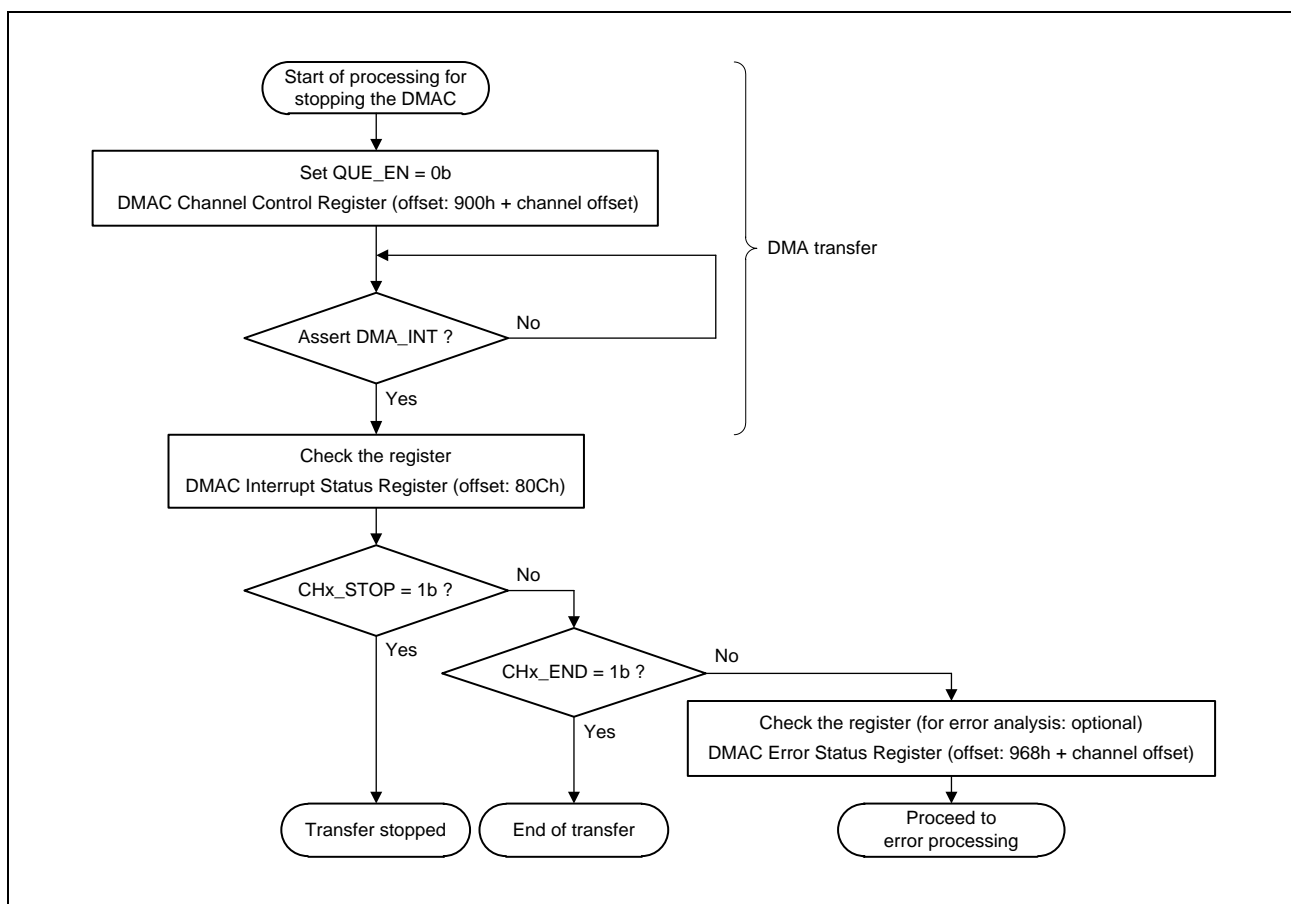 Start of processing for
stopping the DMAC
Set QUE_EN = 0b
DMAC Channel Control Register (offset: 900h + channel offset)
DMA transfer
Assert DMA_INT ?
No
Yes
Check the register
DMAC Interrupt Status Register (offset: 80Ch)
CHx_STOP = 1b ?
No
Yes
CHx_END = 1b ?
No
Yes
Check the register (for error analysis: optional)
DMAC Error Status Register (offset: 968h + channel offset)
Transfer stopped
End of transfer
Proceed to
error processing